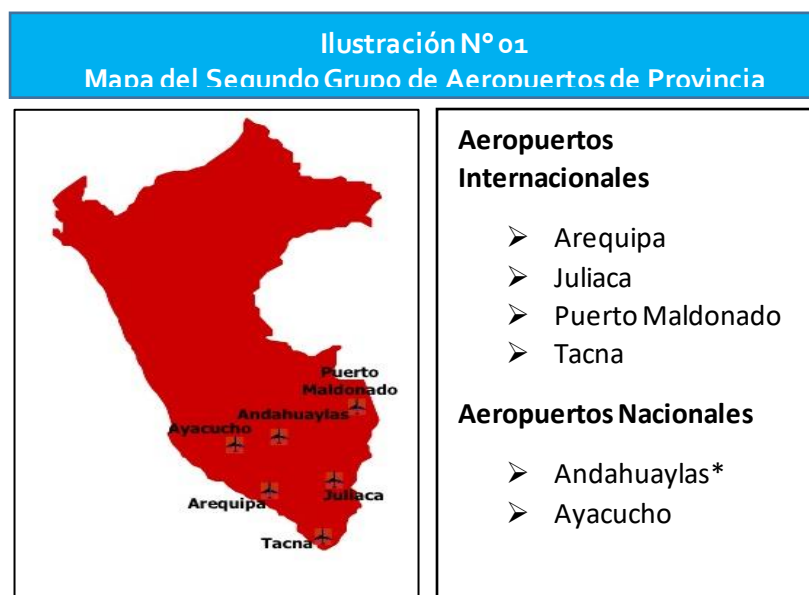 Ilustración N° 01
Mapa del Segundo Grupo de Aeropuertos de Provincia
Puerto
Maldonado
Andahuaylas
Ayacucho
Arequipa
Juliaca
Tacna
Aeropuertos
Internacionales
➢ Arequipa
➢ Juliaca
➢ Puerto Maldonado
➢ Tacna
Aeropuertos Nacionales
➢ Andahuaylas*
➢ Ayacucho